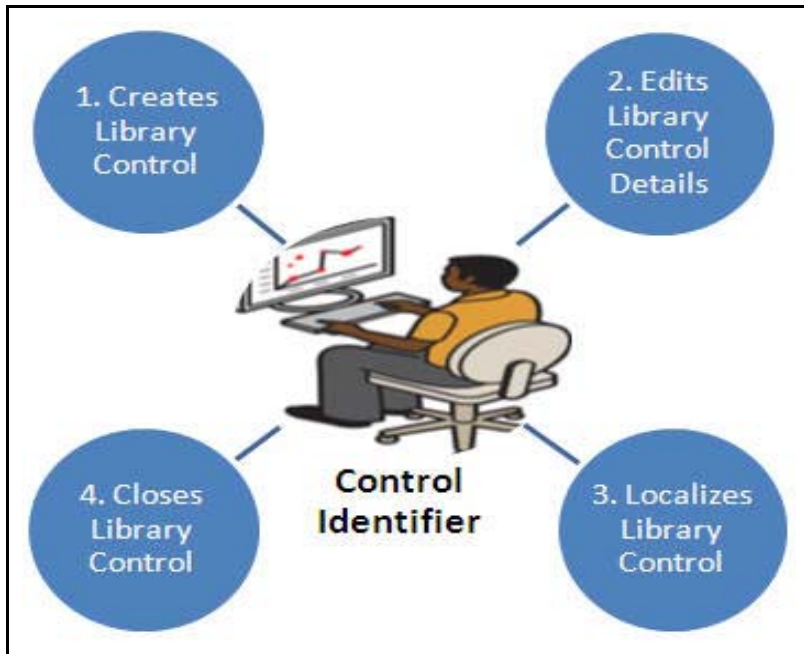 1. Creates
Library
Control
2. Edits
Library
Control
Details
4. Closes
Library
Control
Control
Identifier
3. Localizes
Library
Control